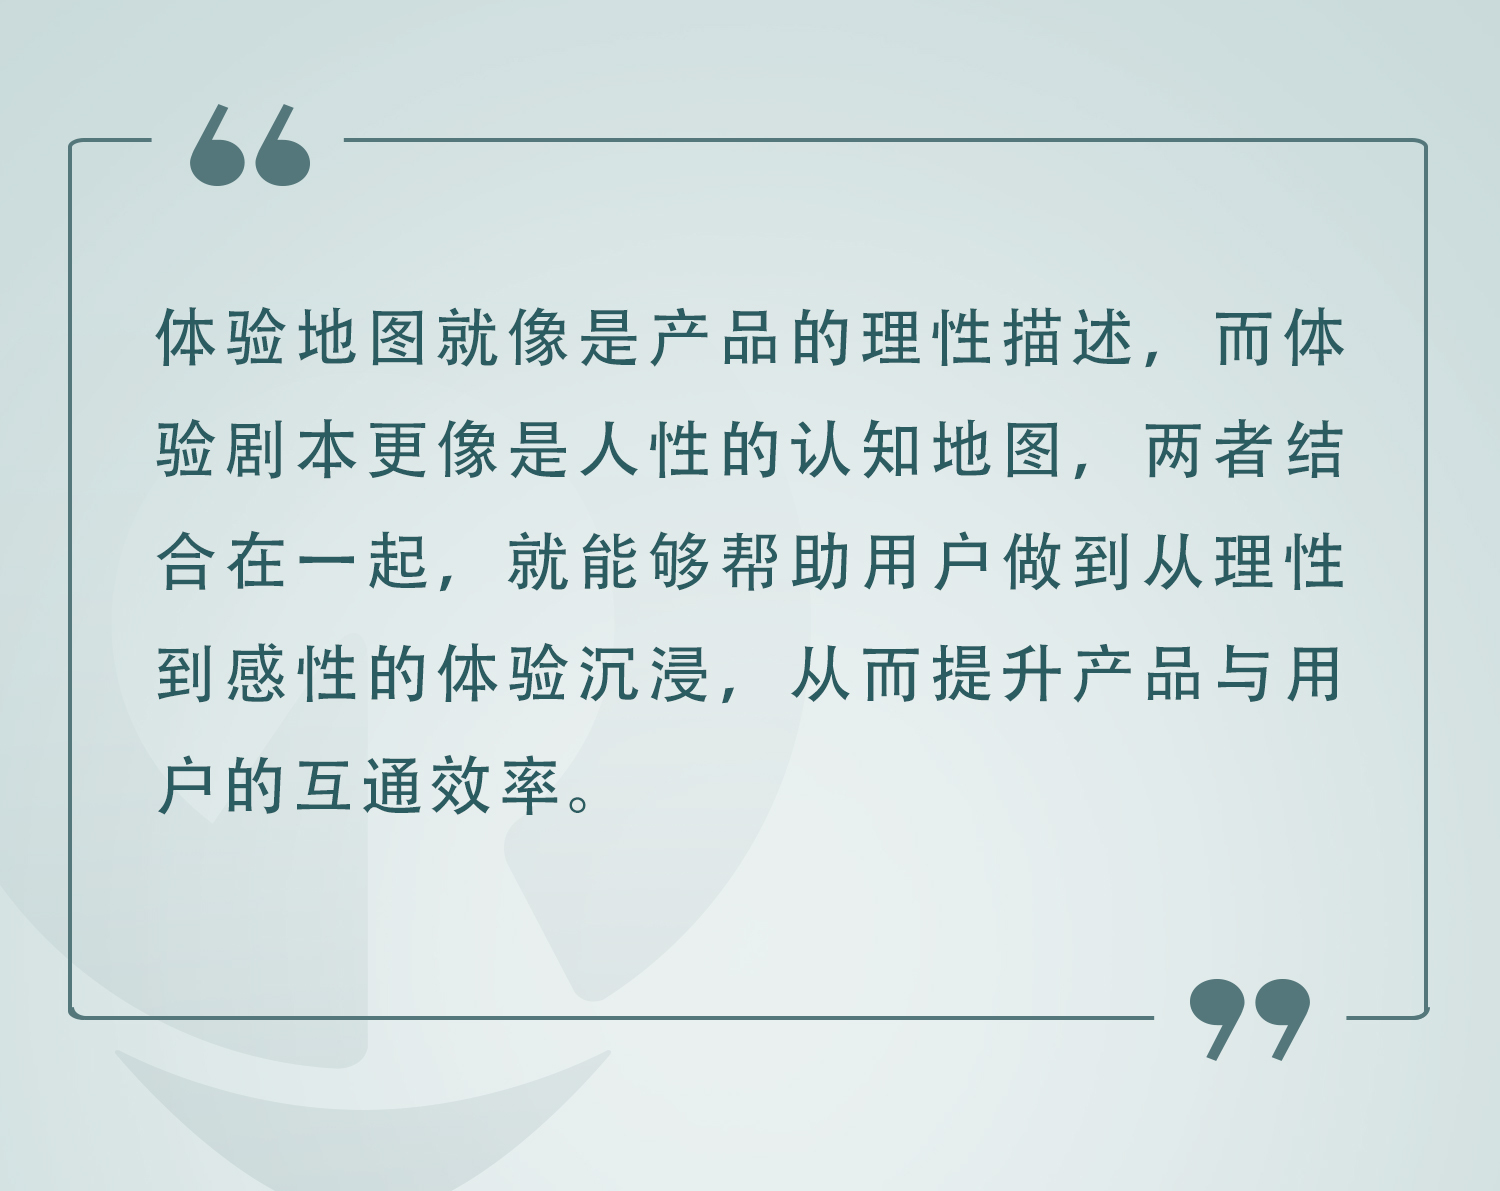 体验地图就像是产品的理性描述，而体
验剧本更像是人性的认知地图，两者结
合在一起，就能够帮助用户做到从理性
到感性的体验沉浸，从而提升产品与用
户的互通效率。